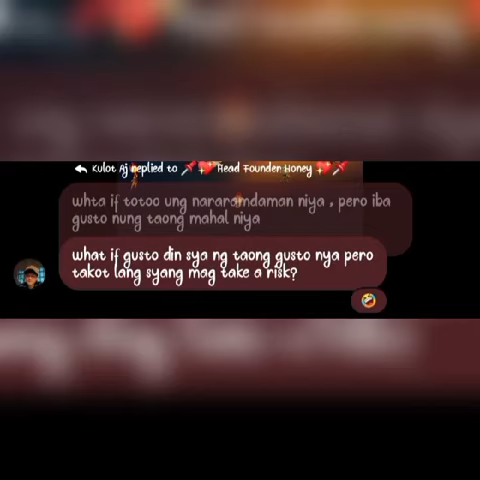 Kulot Aj replied to 📌💖 Head Founder Honey 💖📌
whta if totoo ung nararamdaman niya , pero iba
gusto nung taong mahal niya
what if gusto din sya ng taong gusto nya pero
takot lang syang mag take a risk?